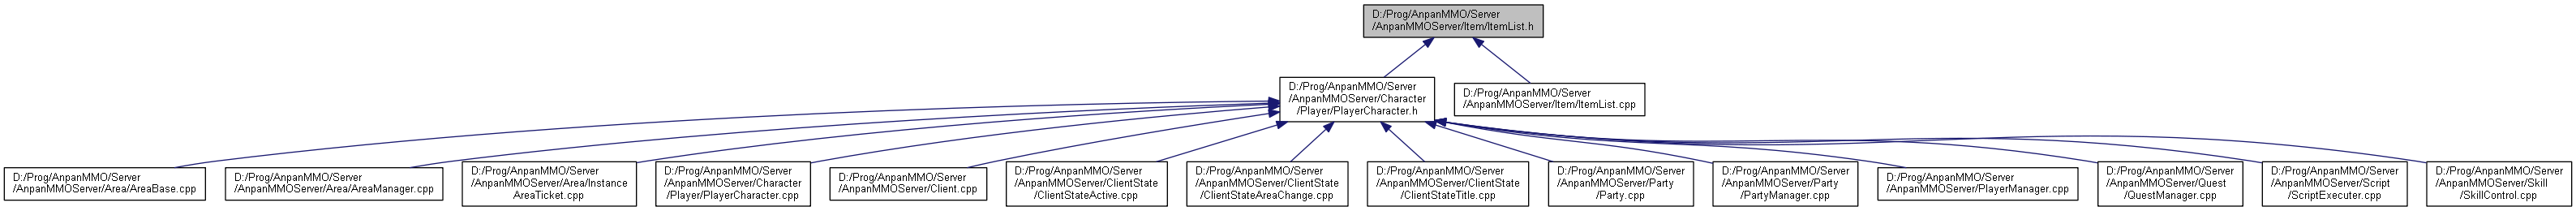 D:/Prog/AnpanMMO/Server
/AnpanMMOServer/Item/ItemList.h
D:/Prog/AnpanMMO/Server
/AnpanMMOServer/Character
/Player/PlayerCharacter.h
D:/Prog/AnpanMMO/Server
/AnpanMMOServer/Item/ItemList.cpp
D:/Prog/AnpanMMO/Server
/AnpanMMOServer/Area/AreaBase.cpp
D:/Prog/AnpanMMO/Server
/AnpanMMOServer/Area/AreaManager.cpp
D:/Prog/AnpanMMO/Server
/AnpanMMOServer/Area/Instance
AreaTicket.cpp
D:/Prog/AnpanMMO/Server
/AnpanMMOServer/Character
/Player/PlayerCharacter.cpp
D:/Prog/AnpanMMO/Server
/AnpanMMOServer/Client.cpp
D:/Prog/AnpanMMO/Server
/AnpanMMOServer/ClientState
/ClientStateActive.cpp
D:/Prog/AnpanMMO/Server
/AnpanMMOServer/ClientState
/ClientStateAreaChange.cpp
D:/Prog/AnpanMMO/Server
/AnpanMMOServer/ClientState
/ClientStateTitle.cpp
D:/Prog/AnpanMMO/Server
/AnpanMMOServer/Party
/Party.cpp
D:/Prog/AnpanMMO/Server
/AnpanMMOServer/Party
/PartyManager.cpp
D:/Prog/AnpanMMO/Server
/AnpanMMOServer/PlayerManager.cpp
D:/Prog/AnpanMMO/Server
/AnpanMMOServer/Quest
/QuestManager.cpp
D:/Prog/AnpanMMO/Server
/AnpanMMOServer/Script
/ScriptExecuter.cpp
D:/Prog/AnpanMMO/Server
/AnpanMMOServer/Skill
/SkillControl.cpp